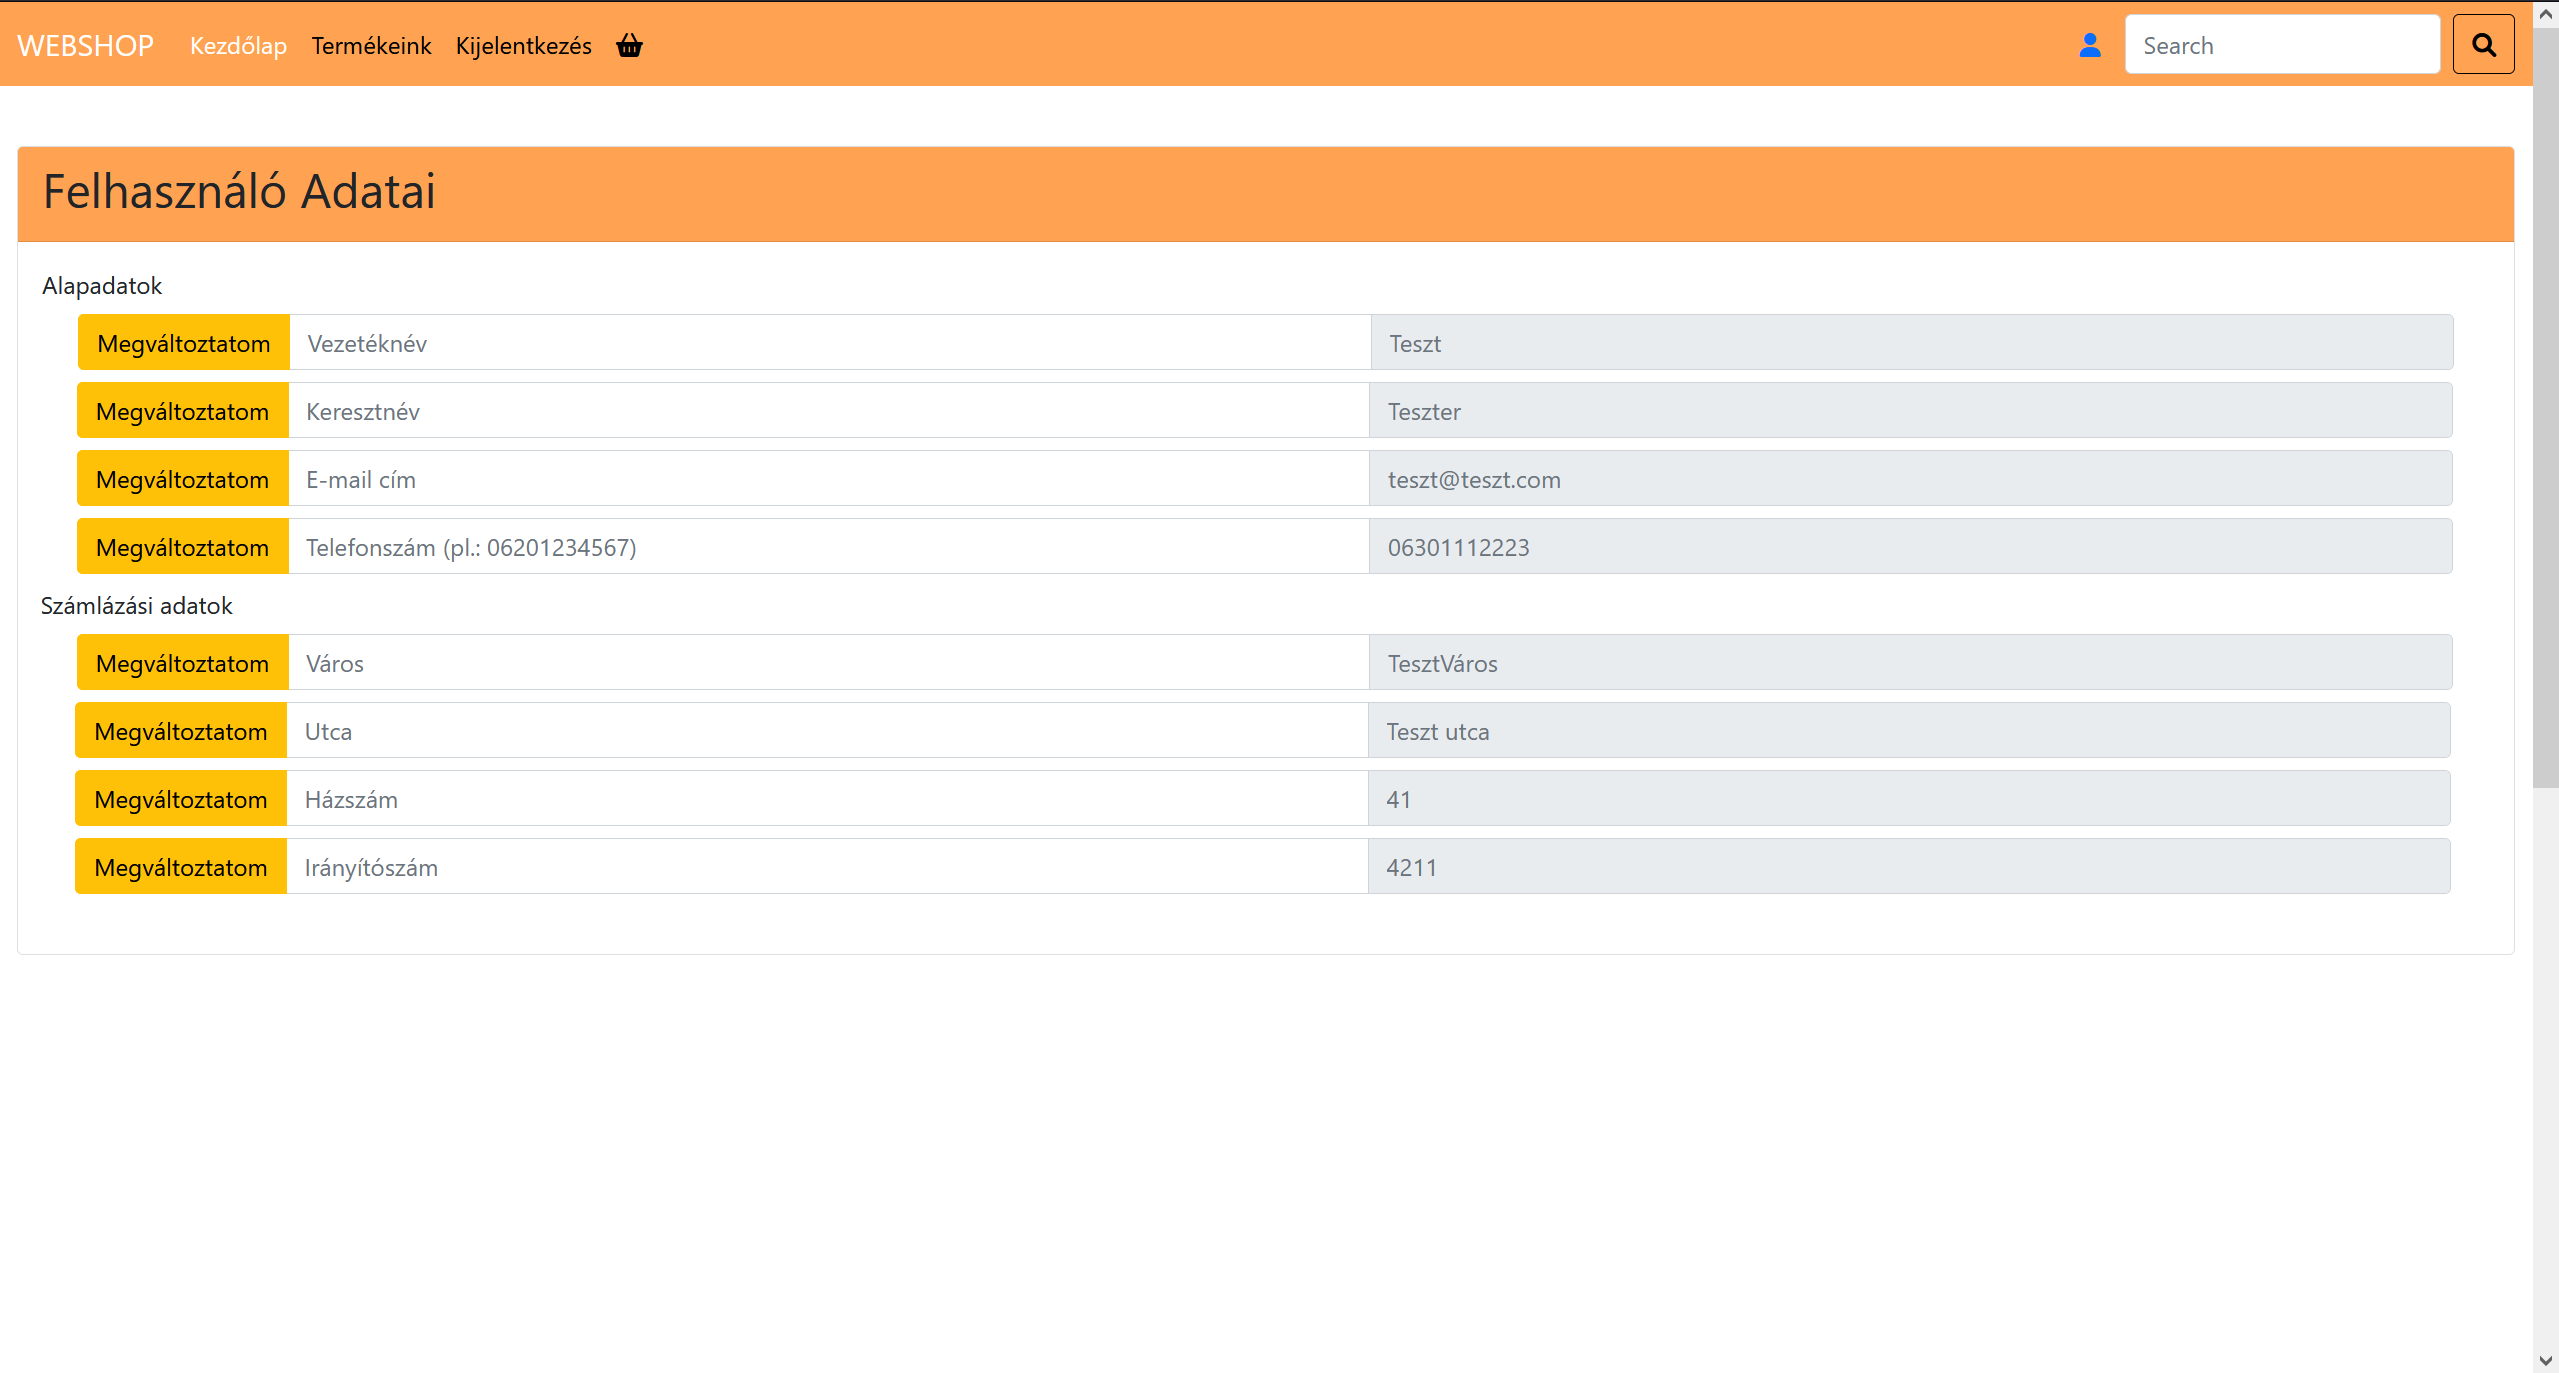 WEBSHOP Kezdőlap Termékeink Kijelentkezés Search
Felhasználó Adatai
Alapadatok
Megváltoztatom Vezetéknév Teszt
Megváltoztatom Keresztnév Teszter
Megváltoztatom E-mail cím teszt@teszt.com
Megváltoztatom Telefonszám (pl.: 06201234567) 06301112223
Számlázási adatok
Megváltoztatom Város TesztVáros
Megváltoztatom Utca Teszt utca
Megváltoztatom Házszám 41
Megváltoztatom Irányítószám 4211